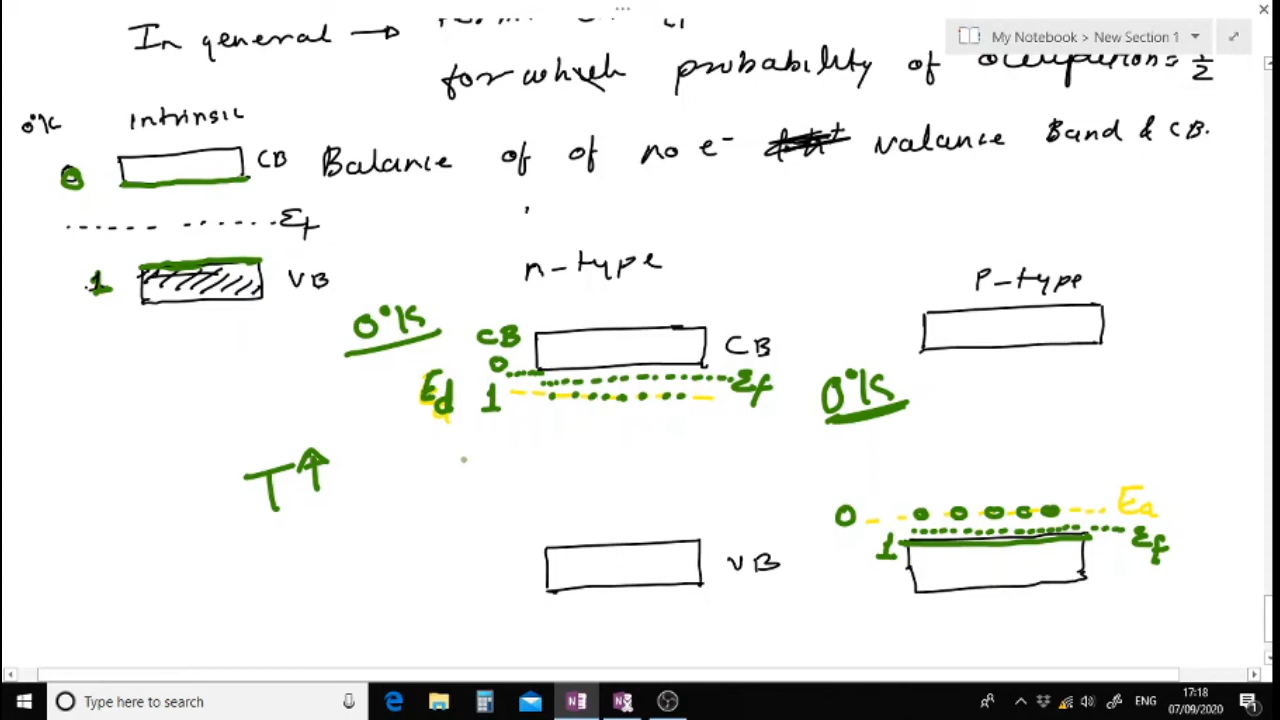 In general →
for which probability of
1/2
My Notebook > New Section 1
0°K Intrinsic
CB Balance of of no e- valance Band & CB.
0
Ef
1 VB
n-type
P-type
0°K CB CB
0
Ed 1 Ef
0°K
T↑
0 Ea
1 Ef
VB
Type here to search
ENG 17:18
07/09/2020